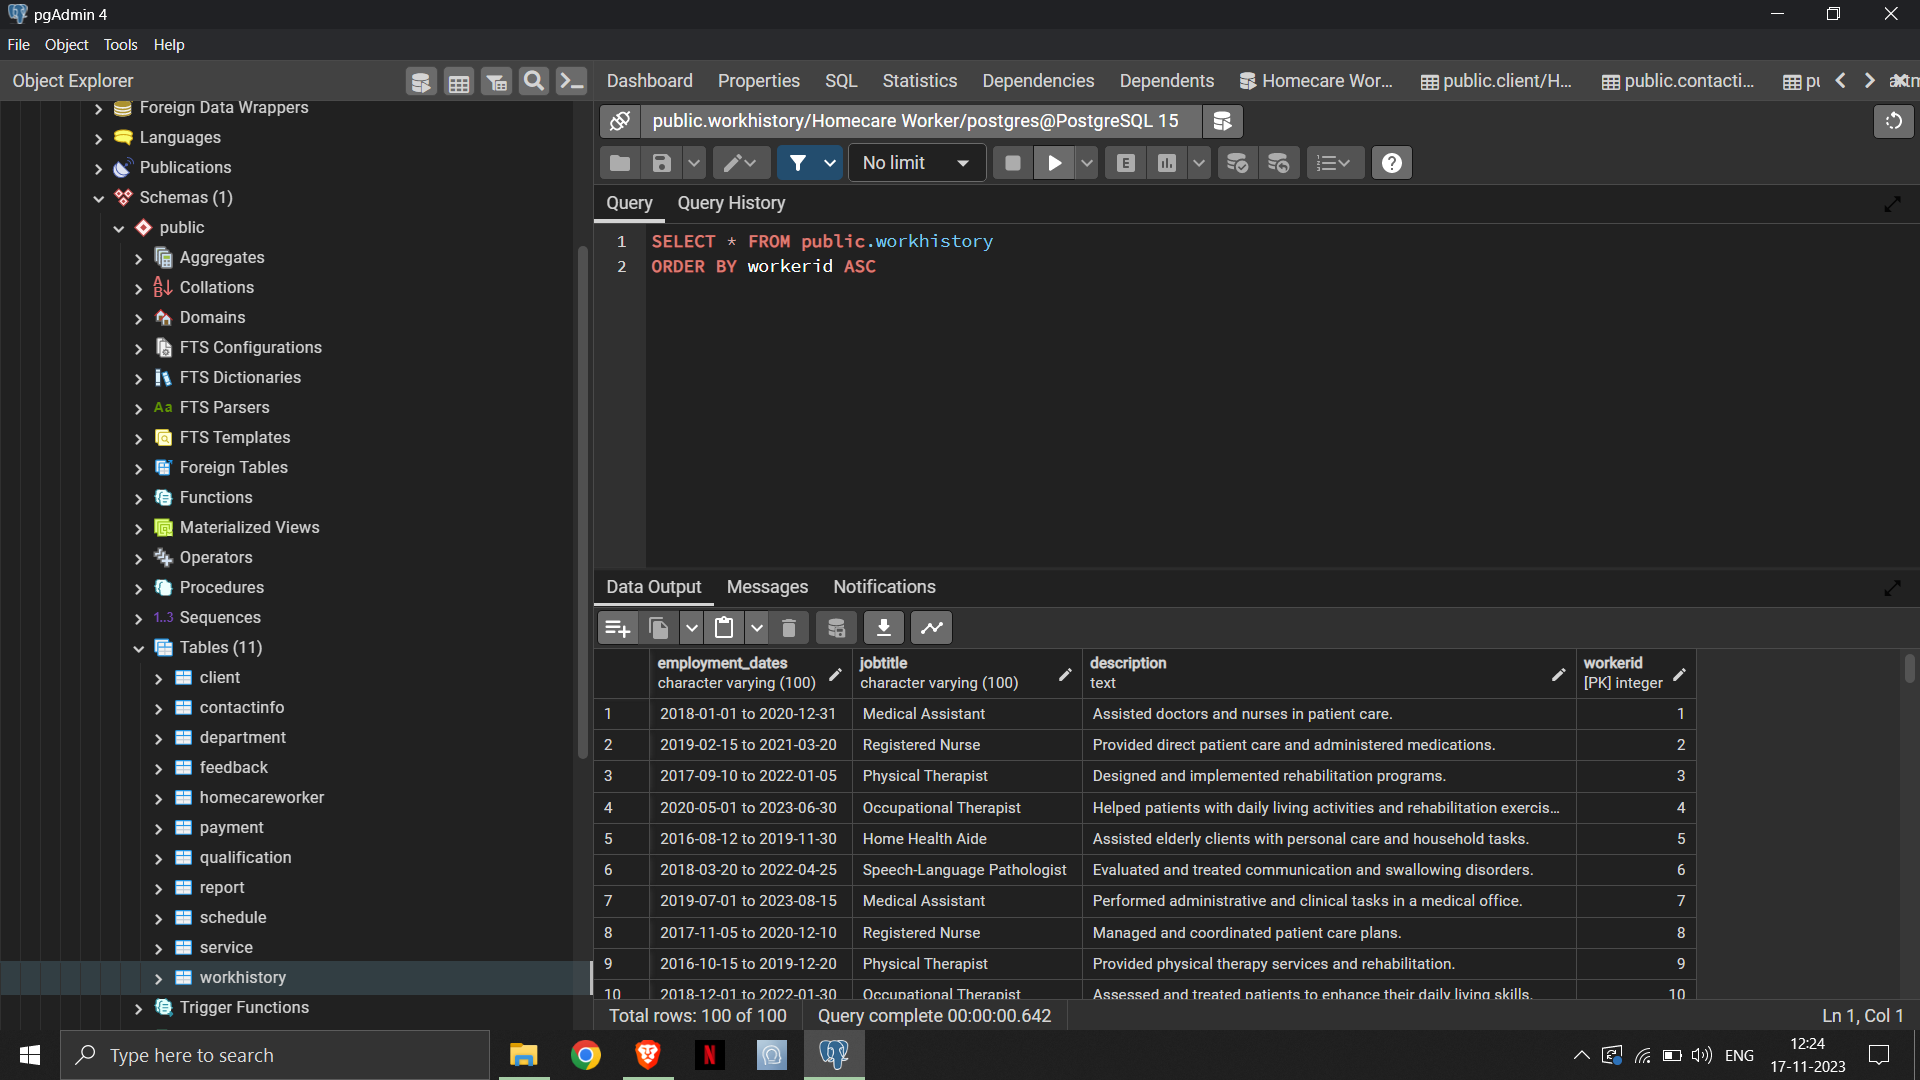 pgAdmin 4
File Object Tools Help
Object Explorer
Dashboard Properties SQL Statistics Dependencies Dependents Homecare Wor... public.client/H... public.contacti... pu
Foreign Data Wrappers
Languages
Publications
Schemas (1)
public
Aggregates
Collations
Domains
FTS Configurations
FTS Dictionaries
Aa FTS Parsers
FTS Templates
Foreign Tables
Functions
Materialized Views
Operators
Procedures
1..3 Sequences
Tables (11)
client
contactinfo
department
feedback
homecareworker
payment
qualification
report
schedule
service
workhistory
Trigger Functions
public.workhistory/Homecare Worker/postgres@PostgreSQL 15
No limit
E
Query Query History
1 SELECT * FROM public.workhistory
2 ORDER BY workerid ASC
Data Output Messages Notifications
employment_dates jobtitle description workerid
character varying (100) character varying (100) text [PK] integer
1 2018-01-01 to 2020-12-31 Medical Assistant Assisted doctors and nurses in patient care. 1
2 2019-02-15 to 2021-03-20 Registered Nurse Provided direct patient care and administered medications. 2
3 2017-09-10 to 2022-01-05 Physical Therapist Designed and implemented rehabilitation programs. 3
4 2020-05-01 to 2023-06-30 Occupational Therapist Helped patients with daily living activities and rehabilitation exercis... 4
5 2016-08-12 to 2019-11-30 Home Health Aide Assisted elderly clients with personal care and household tasks. 5
6 2018-03-20 to 2022-04-25 Speech-Language Pathologist Evaluated and treated communication and swallowing disorders. 6
7 2019-07-01 to 2023-08-15 Medical Assistant Performed administrative and clinical tasks in a medical office. 7
8 2017-11-05 to 2020-12-10 Registered Nurse Managed and coordinated patient care plans. 8
9 2016-10-15 to 2019-12-20 Physical Therapist Provided physical therapy services and rehabilitation. 9
10 2018-12-01 to 2022-01-30 Occupational Therapist Assessed and treated patients to enhance their daily living skills. 10
Total rows: 100 of 100 Query complete 00:00:00.642 Ln 1, Col 1
Type here to search
ENG
12:24
17-11-2023